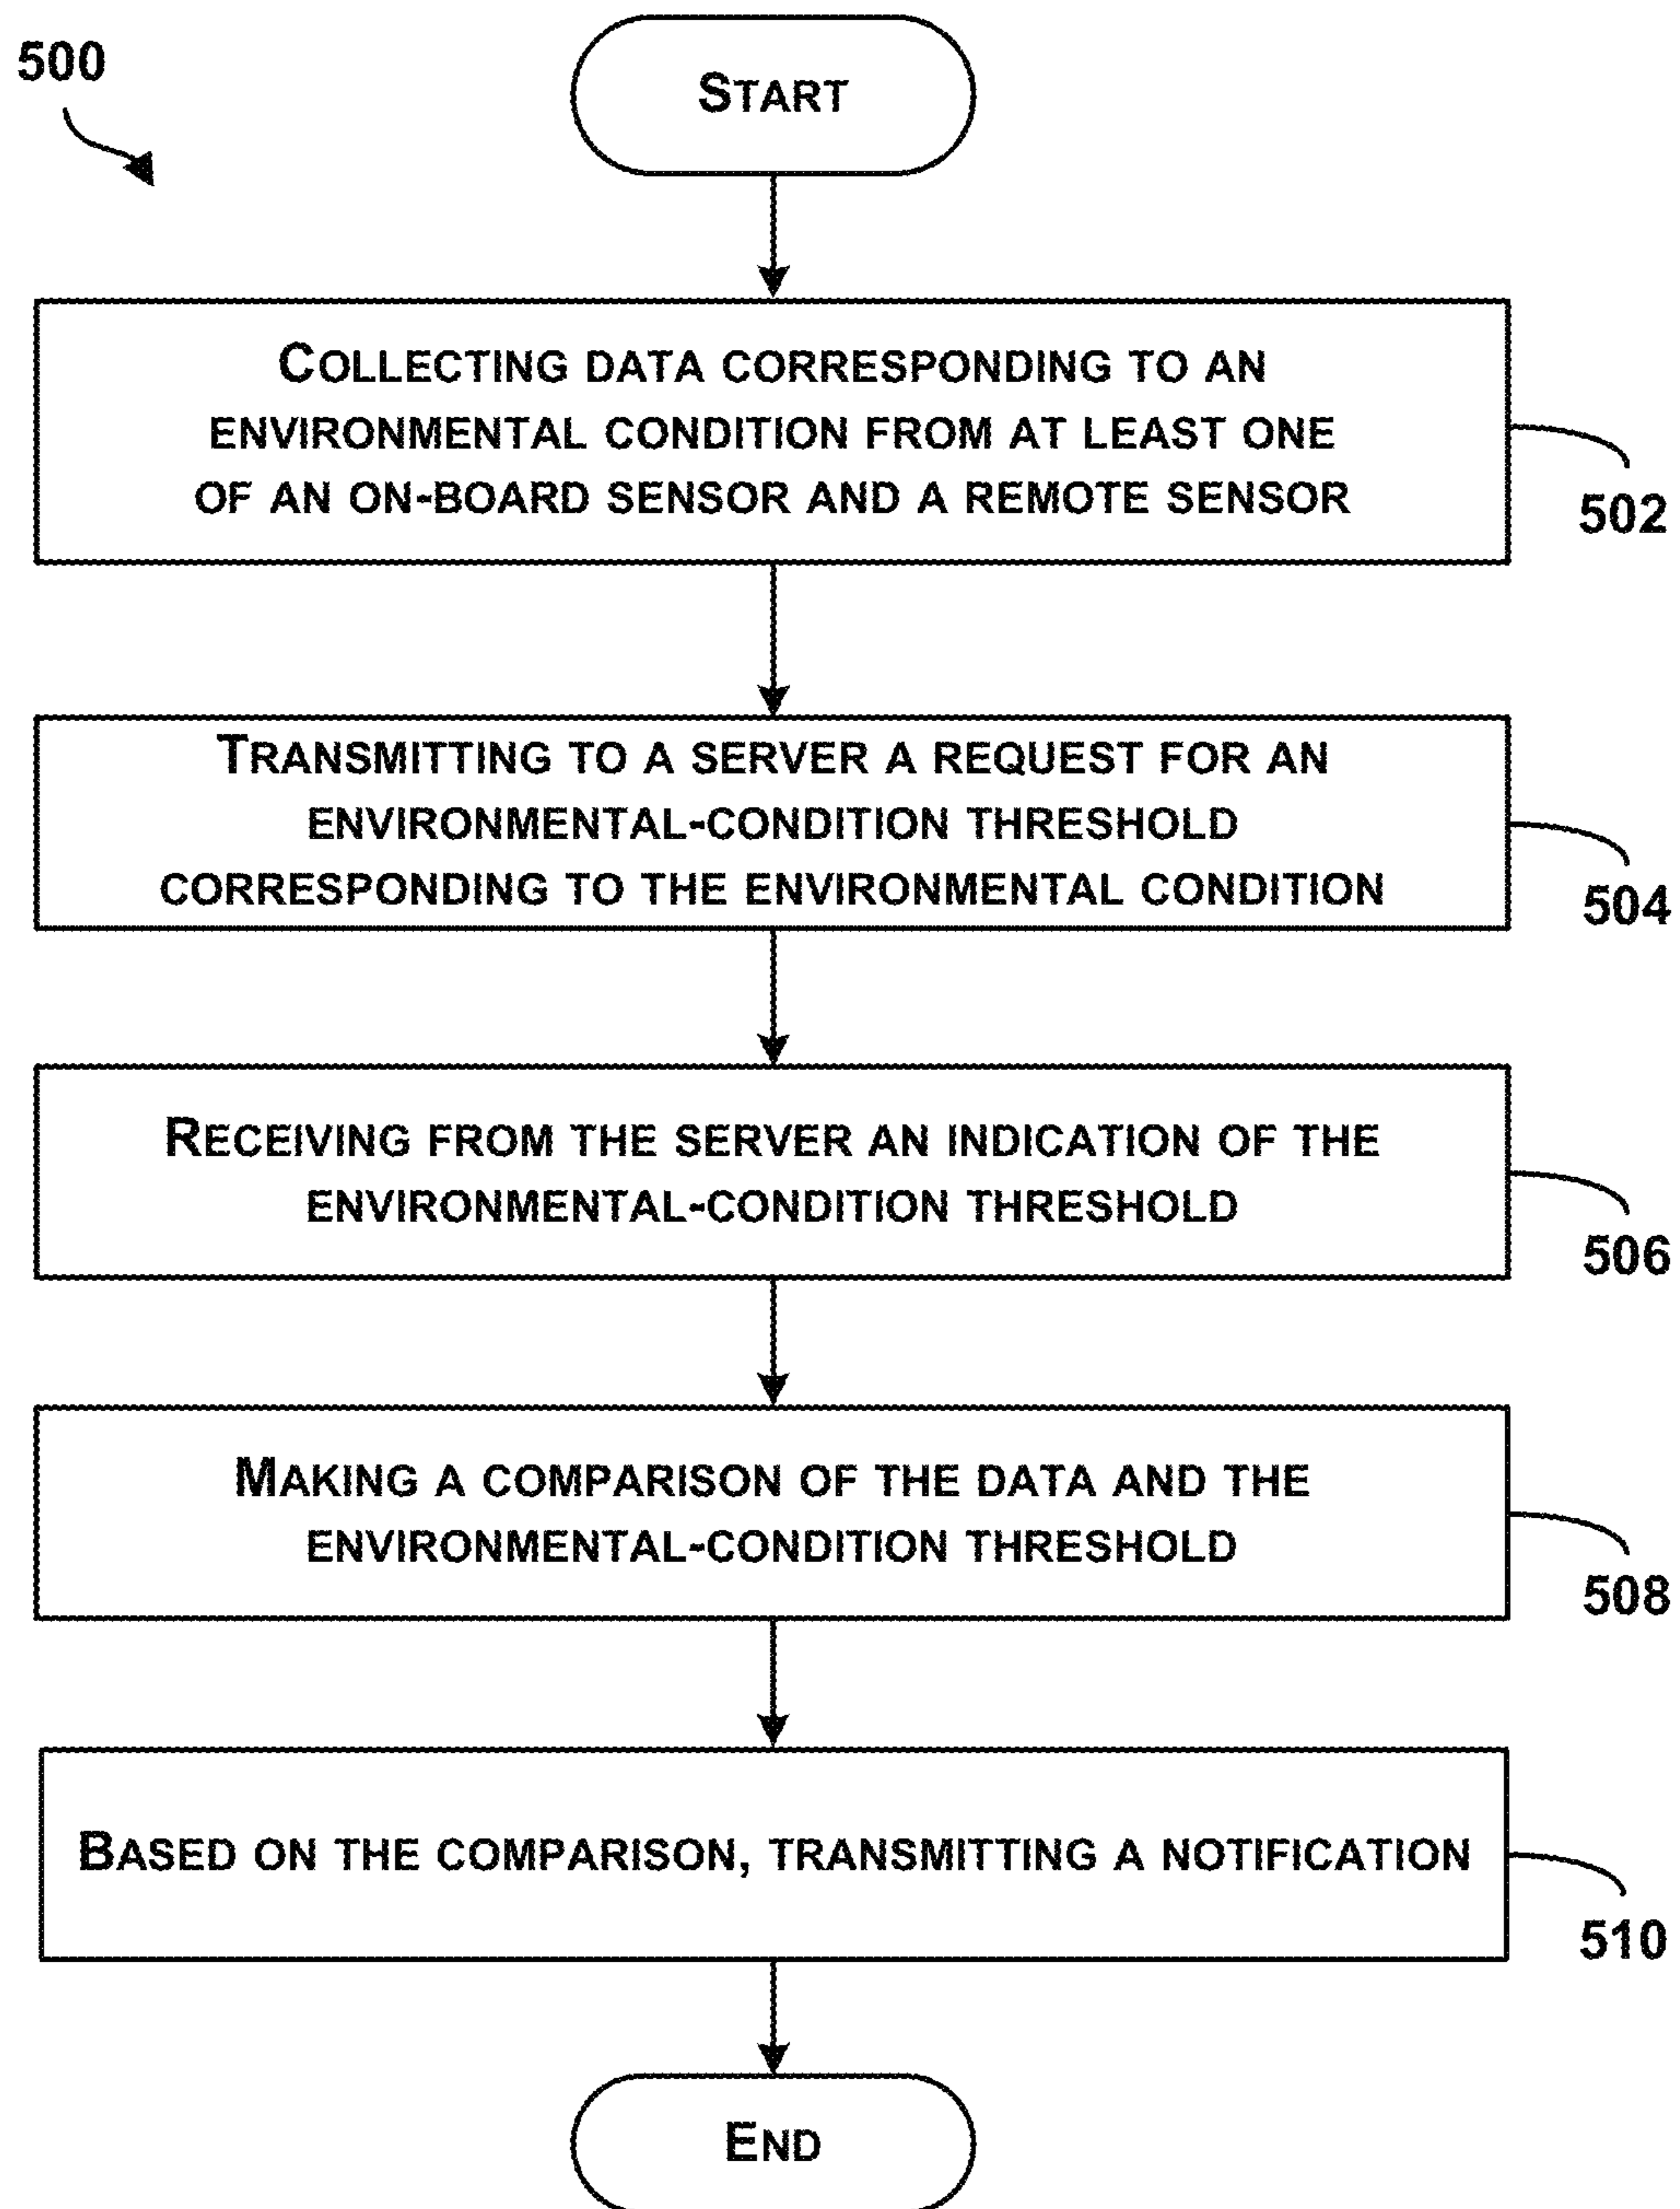 500
START
COLLECTING DATA CORRESPONDING TO AN
ENVIRONMENTAL CONDITION FROM AT LEAST ONE
OF AN ON-BOARD SENSOR AND A REMOTE SENSOR
502
TRANSMITTING TO A SERVER A REQUEST FOR AN
ENVIRONMENTAL-CONDITION THRESHOLD
CORRESPONDING TO THE ENVIRONMENTAL CONDITION
504
RECEIVING FROM THE SERVER AN INDICATION OF THE
ENVIRONMENTAL-CONDITION THRESHOLD
506
MAKING A COMPARISON OF THE DATA AND THE
ENVIRONMENTAL-CONDITION THRESHOLD
508
BASED ON THE COMPARISON, TRANSMITTING A NOTIFICATION
510
END